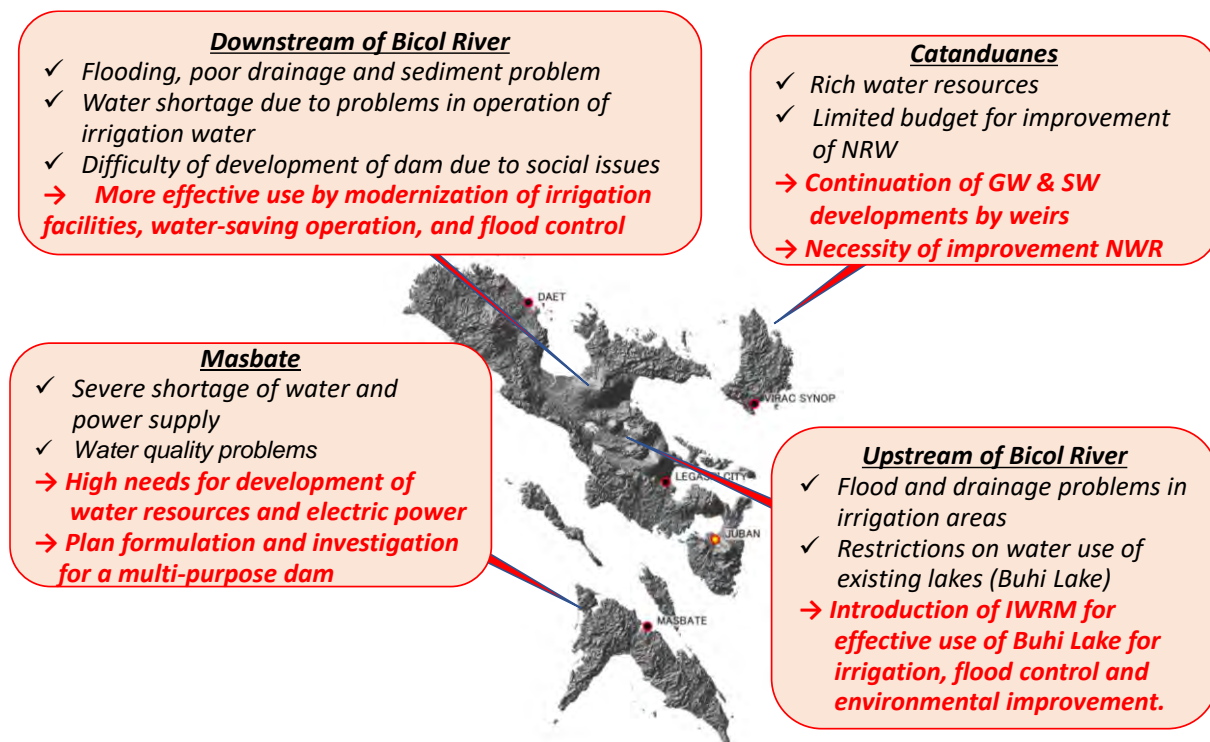 Downstream of Bicol River
✓ Flooding, poor drainage and sediment problem
✓ Water shortage due to problems in operation of
irrigation water
✓ Difficulty of development of dam due to social issues
→ More effective use by modernization of irrigation
facilities, water-saving operation, and flood control
Catanduanes
✓ Rich water resources
✓ Limited budget for improvement
of NRW
→ Continuation of GW & SW
developments by weirs
→ Necessity of improvement NWR
DAET
VIRAC SYNOP
Masbate
✓ Severe shortage of water and
power supply
✓ Water quality problems
→ High needs for development of
water resources and electric power
→ Plan formulation and investigation
for a multi-purpose dam
LEGASPI CITY
JUBAN
MASBATE
Upstream of Bicol River
✓ Flood and drainage problems in
irrigation areas
✓ Restrictions on water use of
existing lakes (Buhi Lake)
→ Introduction of IWRM for
effective use of Buhi Lake for
irrigation, flood control and
environmental improvement.